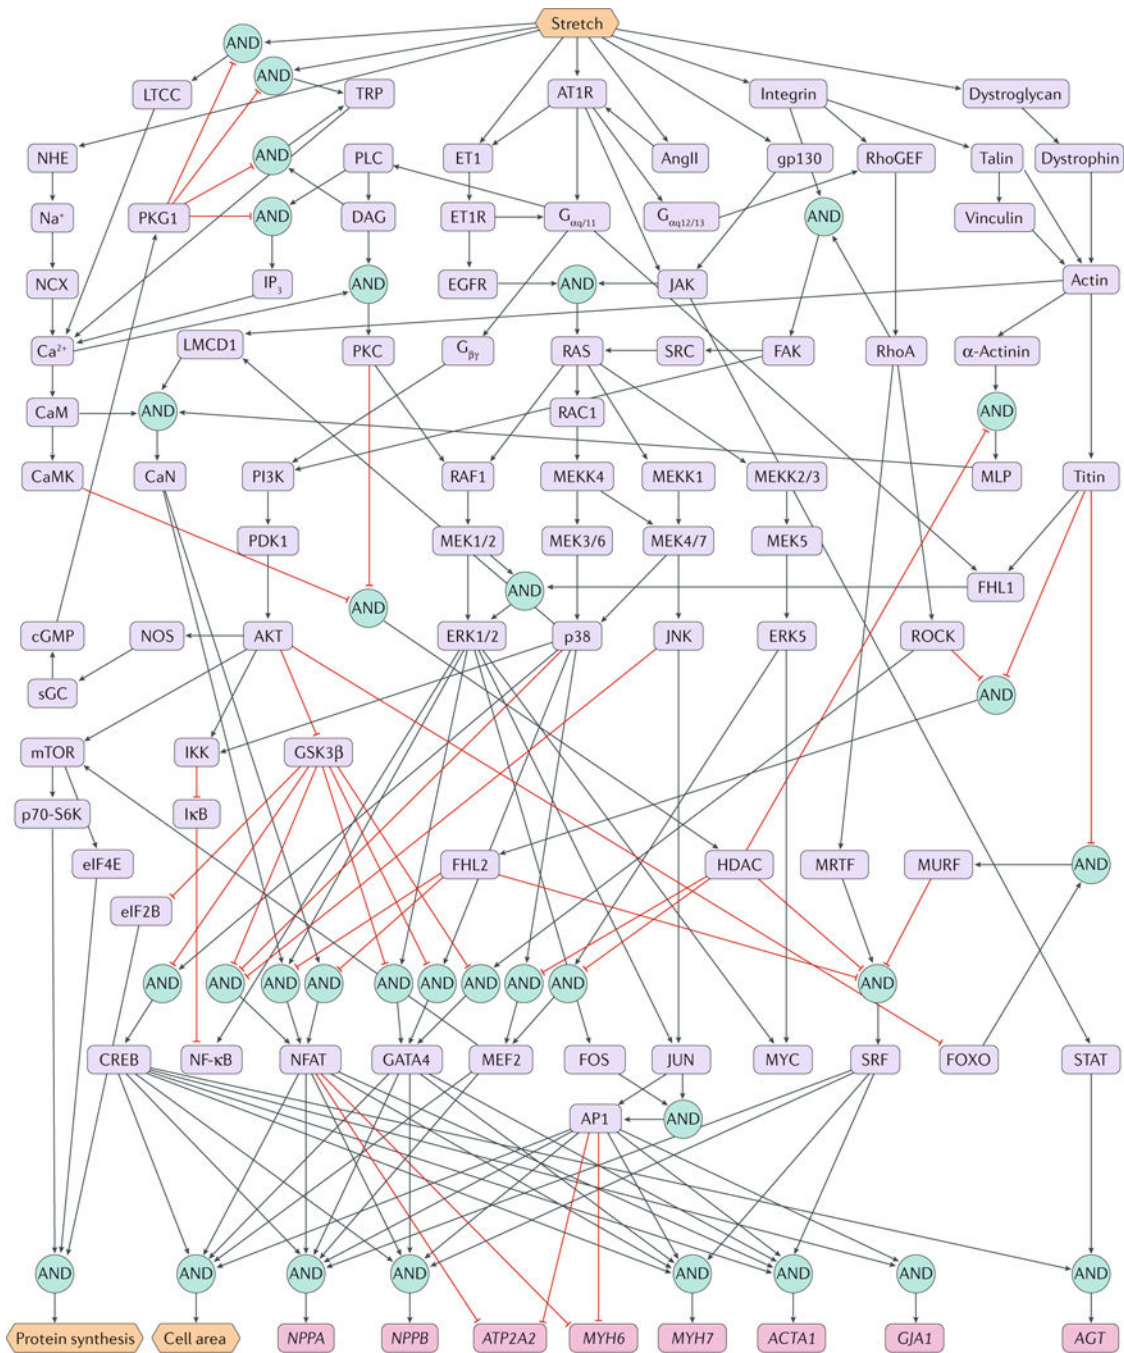 Stretch
AND
AND
LTCC TRP AT1R Integrin Dystroglycan
NHE AND PLC ET1 AngII gp130 RhoGEF Talin Dystrophin
Na⁺ PKG1 AND DAG ET1R Gαq/11 Gαq12/13 AND Vinculin
NCX IP₃ AND EGFR AND JAK Actin
Ca²⁺ LMCD1 PKC Gβγ RAS SRC FAK RhoA α-Actinin
CaM AND RAC1 AND
CaMK CaN PI3K RAF1 MEKK4 MEKK1 MEKK2/3 MLP Titin
PDK1 MEK1/2 MEK3/6 MEK4/7 MEK5
AND AND FHL1
cGMP NOS AKT ERK1/2 p38 JNK ERK5 ROCK
sGC AND
mTOR IKK GSK3β
p70-S6K IκB
eIF4E FHL2 HDAC MRTF MURF AND
eIF2B
AND AND AND AND AND AND AND AND AND AND
CREB NF-κB NFAT GATA4 MEF2 FOS JUN MYC SRF FOXO STAT
AP1 AND
AND AND AND AND AND AND AND AND
Protein synthesis Cell area NPPA NPPB ATP2A2 MYH6 MYH7 ACTA1 GJA1 AGT